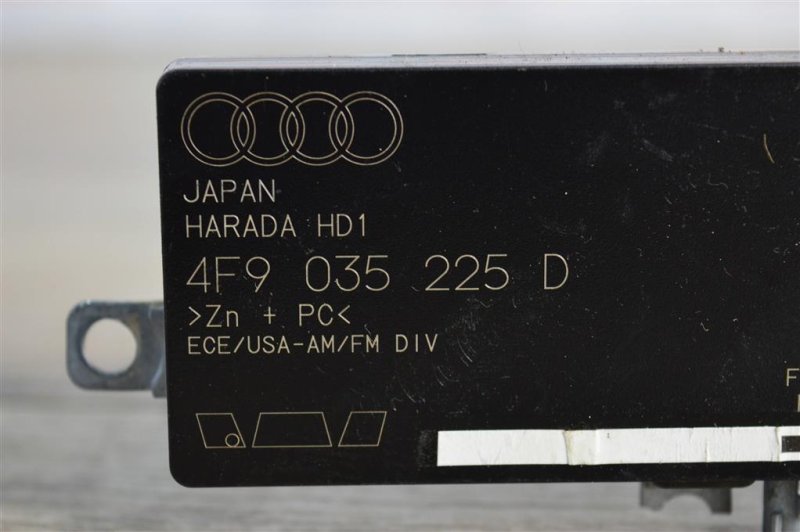 JAPAN
HARADA HD1
4F9 035 225 D
>Zn + PC<
ECE/USA-AM/FM DIV
F